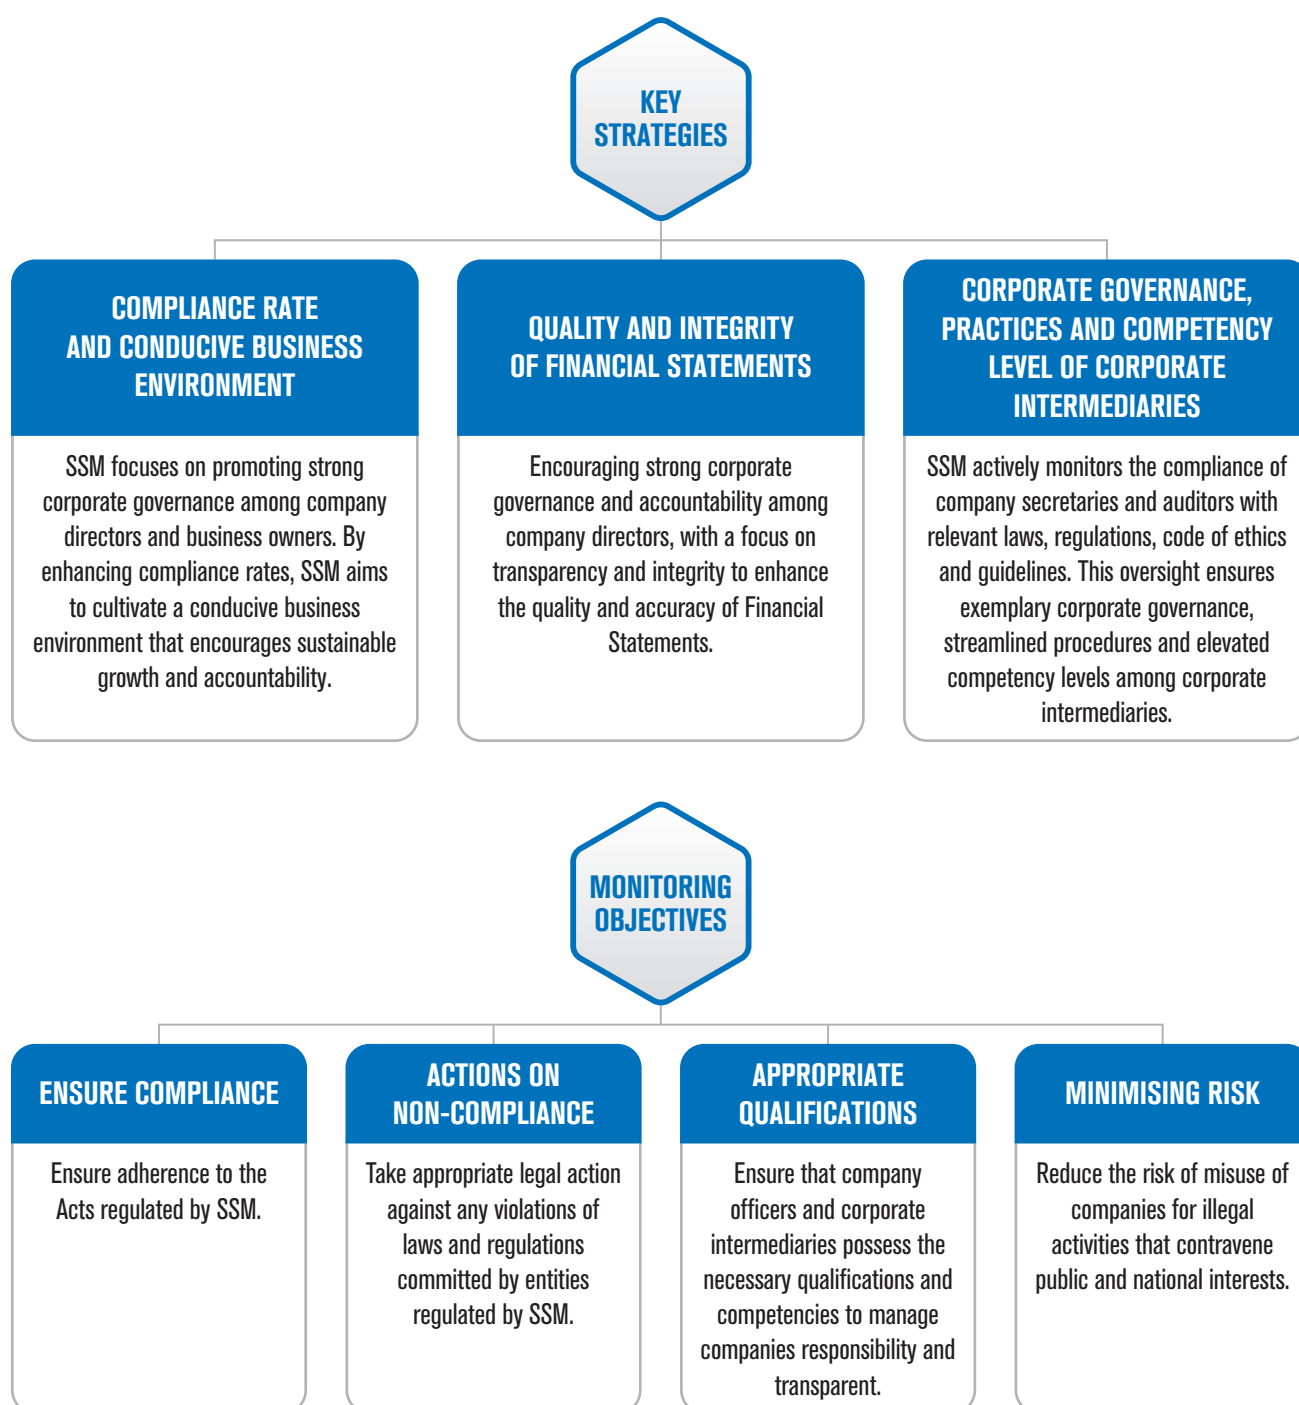 KEY
STRATEGIES
COMPLIANCE RATE
AND CONDUCIVE BUSINESS
ENVIRONMENT
SSM focuses on promoting strong
corporate governance among company
directors and business owners. By
enhancing compliance rates, SSM aims
to cultivate a conducive business
environment that encourages sustainable
growth and accountability.
QUALITY AND INTEGRITY
OF FINANCIAL STATEMENTS
Encouraging strong corporate
governance and accountability among
company directors, with a focus on
transparency and integrity to enhance
the quality and accuracy of Financial
Statements.
CORPORATE GOVERNANCE,
PRACTICES AND COMPETENCY
LEVEL OF CORPORATE
INTERMEDIARIES
SSM actively monitors the compliance of
company secretaries and auditors with
relevant laws, regulations, code of ethics
and guidelines. This oversight ensures
exemplary corporate governance,
streamlined procedures and elevated
competency levels among corporate
intermediaries.
MONITORING
OBJECTIVES
ENSURE COMPLIANCE
Ensure adherence to the
Acts regulated by SSM.
ACTIONS ON
NON-COMPLIANCE
Take appropriate legal action
against any violations of
laws and regulations
committed by entities
regulated by SSM.
APPROPRIATE
QUALIFICATIONS
Ensure that company
officers and corporate
intermediaries possess the
necessary qualifications and
competencies to manage
companies responsibility and
transparent.
MINIMISING RISK
Reduce the risk of misuse of
companies for illegal
activities that contravene
public and national interests.